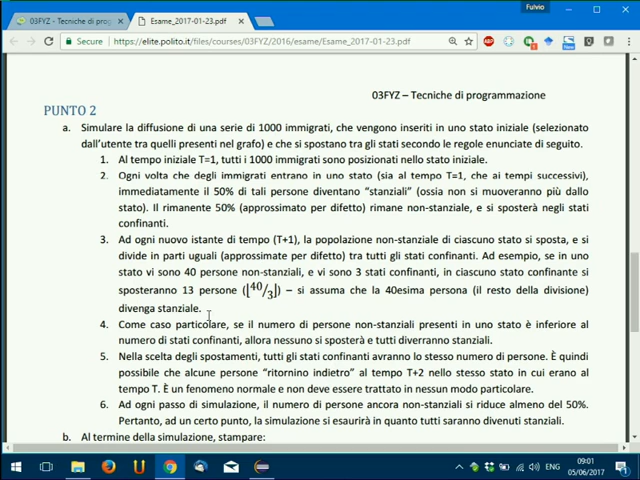 Fulvio
03FYZ - Tecniche di pro
Esame_2017-01-23.pdf
Secure
https://elite.polito.it/files/courses/03FYZ/2016/esame/Esame_2017-01-23.pdf
03FYZ – Tecniche di programmazione
PUNTO 2
a. Simulare la diffusione di una serie di 1000 immigrati, che vengono inseriti in uno stato iniziale (selezionato
dall'utente tra quelli presenti nel grafo) e che si spostano tra gli stati secondo le regole enunciate di seguito.
1. Al tempo iniziale T=1, tutti i 1000 immigrati sono posizionati nello stato iniziale.
2. Ogni volta che degli immigrati entrano in uno stato (sia al tempo T=1, che ai tempi successivi),
immediatamente il 50% di tali persone diventano "stanziali" (ossia non si muoveranno più dallo
stato). Il rimanente 50% (approssimato per difetto) rimane non-stanziale, e si sposterà negli stati
confinanti.
3. Ad ogni nuovo istante di tempo (T+1), la popolazione non-stanziale di ciascuno stato si sposta, e si
divide in parti uguali (approssimate per difetto) tra tutti gli stati confinanti. Ad esempio, se in uno
stato vi sono 40 persone non-stanziali, e vi sono 3 stati confinanti, in ciascuno stato confinante si
sposteranno 13 persone (⌊40/3⌋) – si assuma che la 40esima persona (il resto della divisione)
divenga stanziale.
4. Come caso particolare, se il numero di persone non-stanziali presenti in uno stato è inferiore al
numero di stati confinanti, allora nessuno si sposterà e tutti diverranno stanziali.
5. Nella scelta degli spostamenti, tutti gli stati confinanti avranno lo stesso numero di persone. È quindi
possibile che alcune persone "ritornino indietro" al tempo T+2 nello stesso stato in cui erano al
tempo T. È un fenomeno normale e non deve essere trattato in nessun modo particolare.
6. Ad ogni passo di simulazione, il numero di persone ancora non-stanziali si riduce almeno del 50%.
Pertanto, ad un certo punto, la simulazione si esaurirà in quanto tutti saranno divenuti stanziali.
b. Al termine della simulazione, stampare:
09:01
05/06/2017